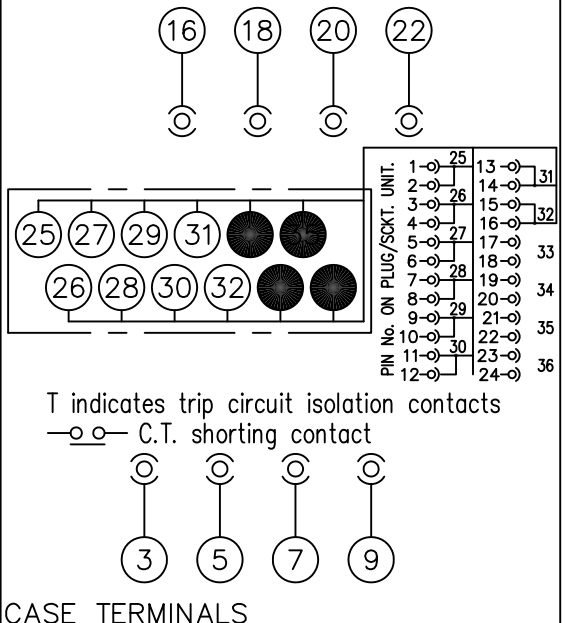 16 18 20 22
PIN No. ON PLUG/SCKT. UNIT.
1 25 13
2 14 31
3 26 15
4 16 32
5 27 17
6 18 33
7 28 19
8 20 34
9 29 21
10 22 35
11 30 23
12 24 36
25 27 29 31
26 28 30 32
T indicates trip circuit isolation contacts
C.T. shorting contact
3 5 7 9
CASE TERMINALS